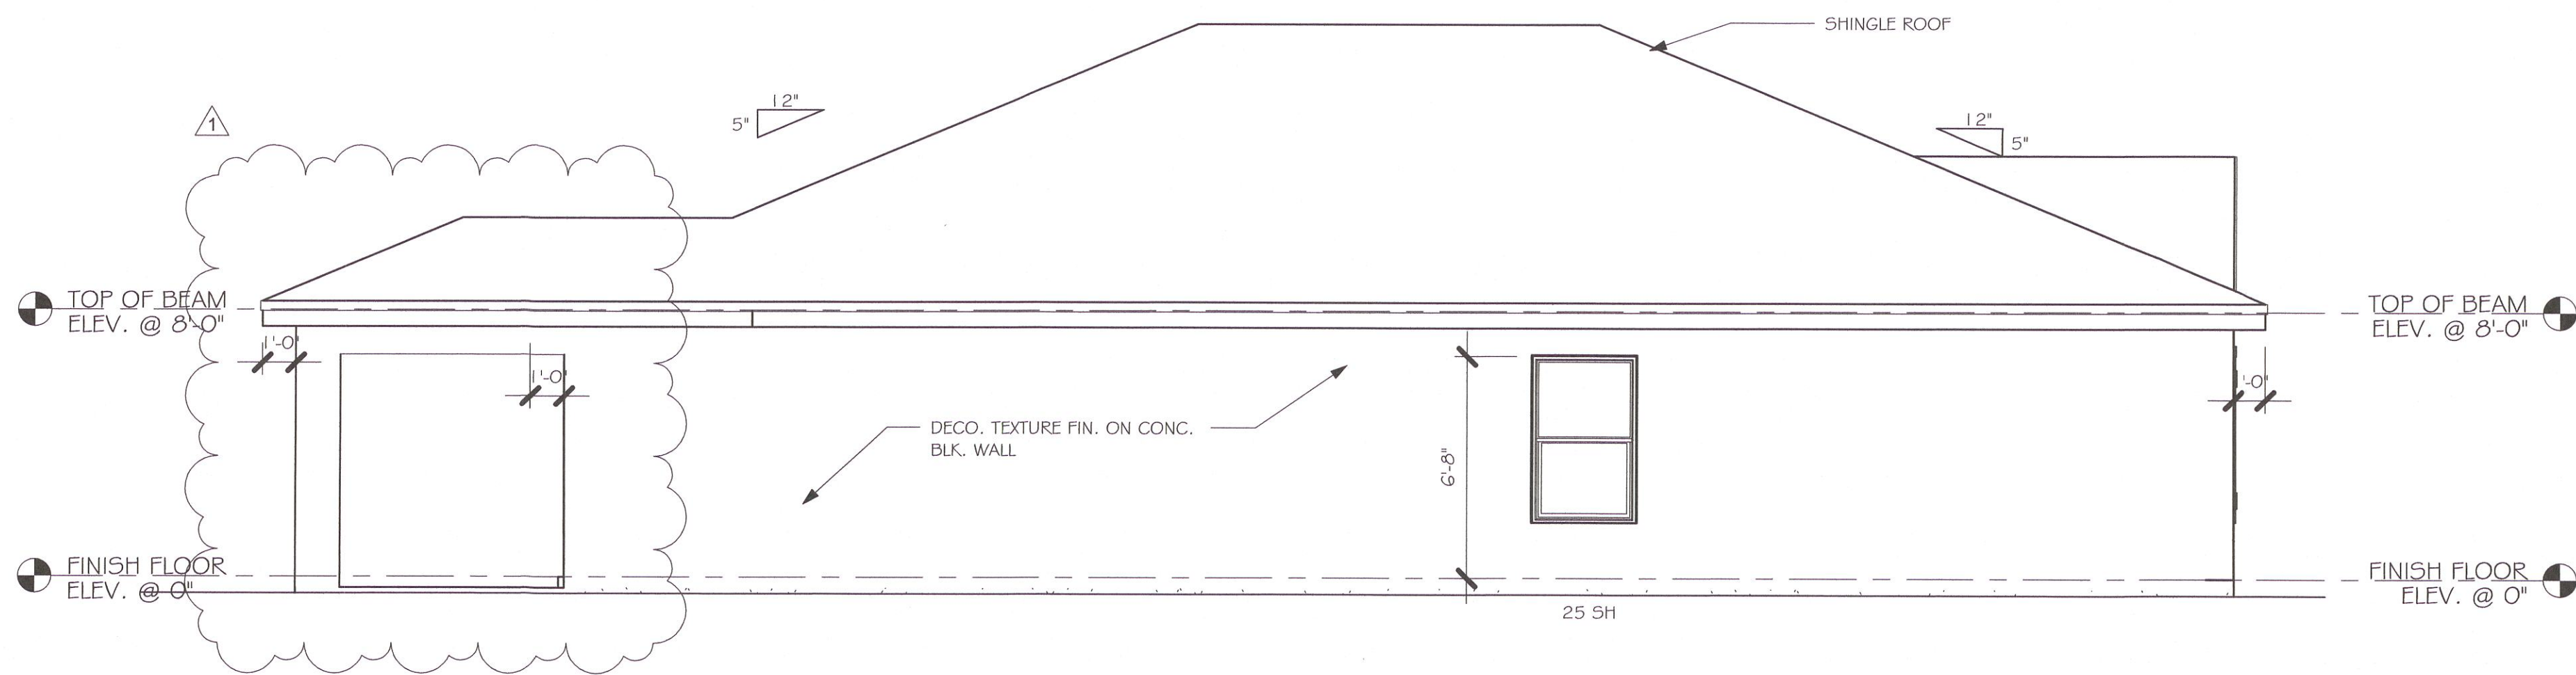 SHINGLE ROOF
12"
5"
12"
5"
1
TOP OF BEAM
ELEV. @ 8'-0"
TOP OF BEAM
ELEV. @ 8'-0"
1'-0"
1'-0"
'-0"
DECO. TEXTURE FIN. ON CONC.
BLK. WALL
6'-8"
FINISH FLOOR
ELEV. @ 0"
FINISH FLOOR
ELEV. @ 0"
25 SH